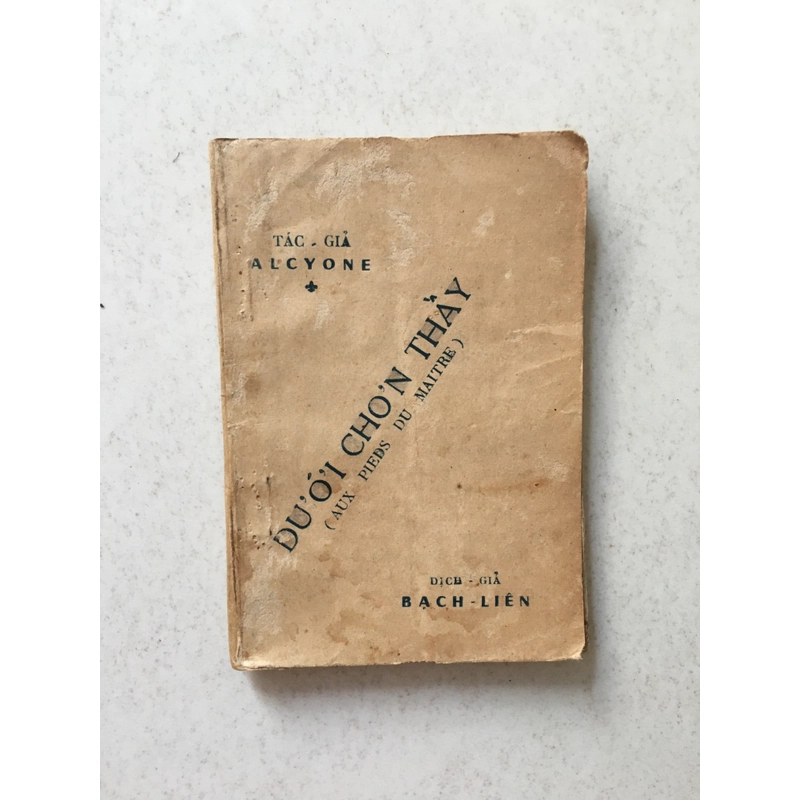 TÁC - GIẢ
ALCYONE
DƯỚI CHƠN THẦY
(AUX PIEDS DU MAITRE)
DỊCH - GIẢ
BẠCH - LIÊN